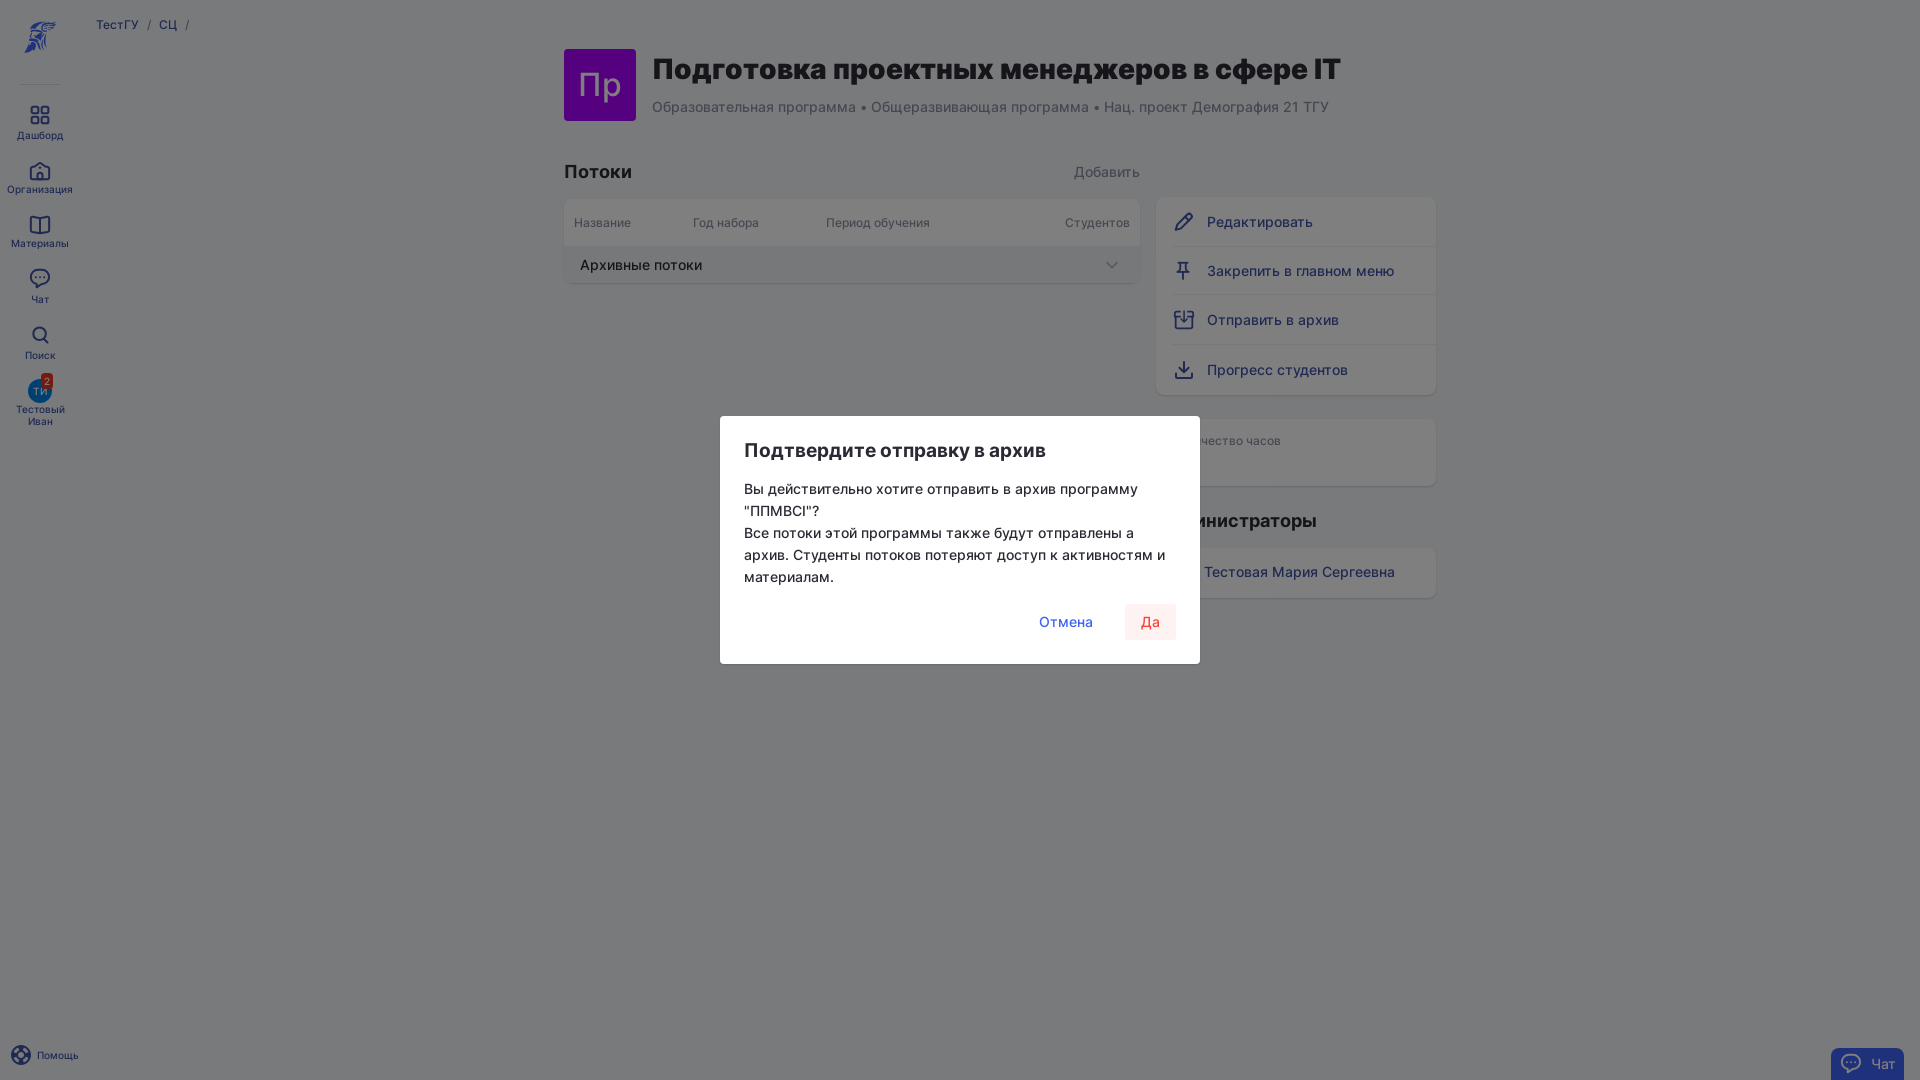 ТестГУ / СЦ /
Пр
Подготовка проектных менеджеров в сфере IT
Образовательная программа • Общеразвивающая программа • Нац. проект Демография 21 ТГУ
Дашборд
Организация
Материалы
Чат
Поиск
2
ТИ
Тестовый
Иван
Потоки
Добавить
Название Год набора Период обучения Студентов
Архивные потоки
Редактировать
Закрепить в главном меню
Отправить в архив
Прогресс студентов
чество часов
министраторы
Тестовая Мария Сергеевна
Подтвердите отправку в архив
Вы действительно хотите отправить в архив программу
"ППМВСI"?
Все потоки этой программы также будут отправлены а
архив. Студенты потоков потеряют доступ к активностям и
материалам.
Отмена Да
Помощь
Чат